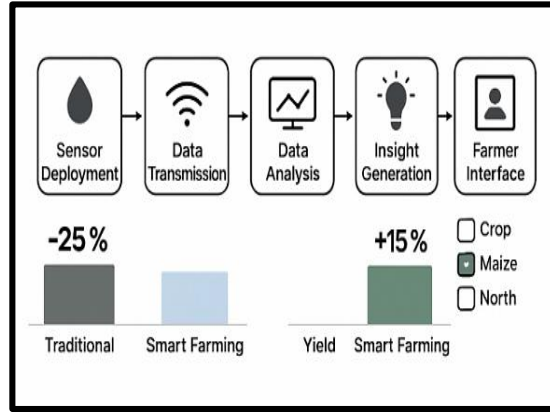 Sensor
Deployment
Data
Transmission
Data
Analysis
Insight
Generation
Farmer
Interface
-25%
Traditional
Smart Farming
+15%
Yield
Smart Farming
Crop
Maize
North